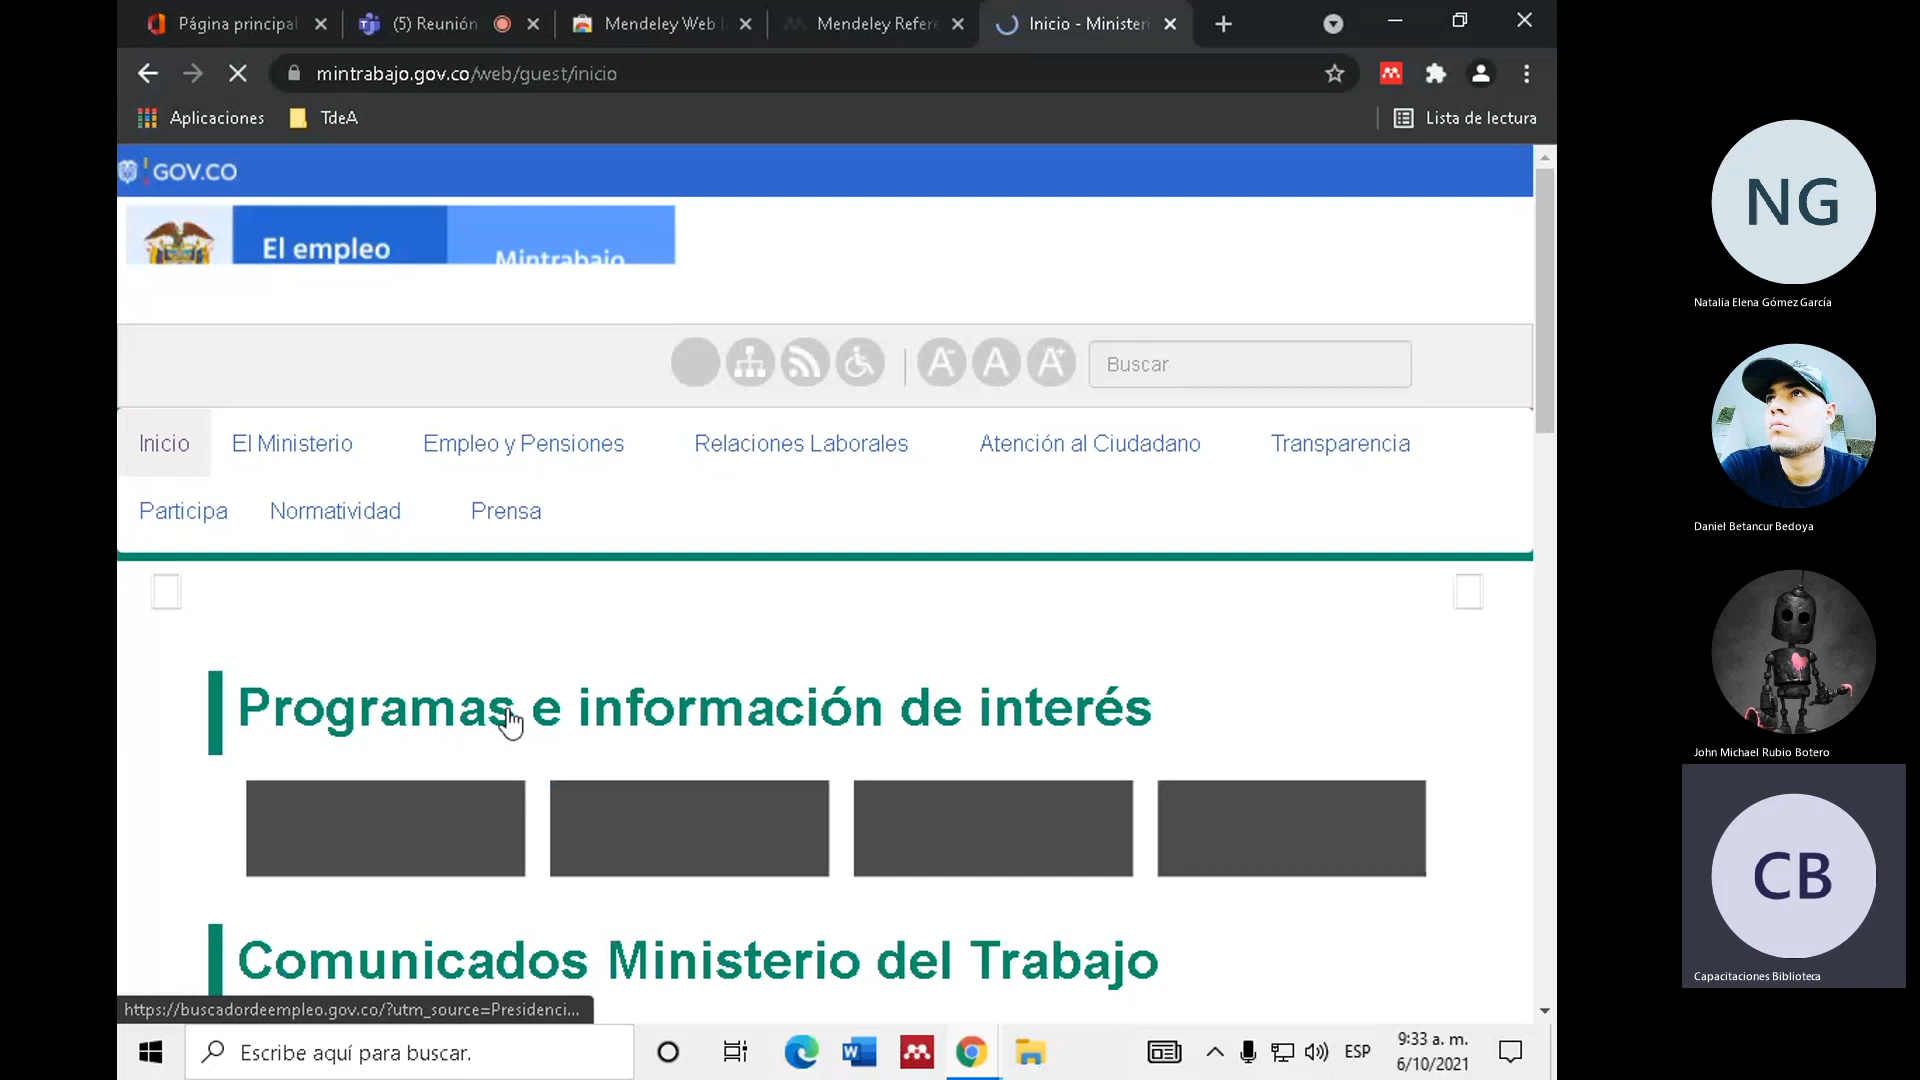 Página principal
(5) Reunión
Mendeley Web
Mendeley Refere
Inicio - Ministeri
mintrabajo.gov.co/web/guest/inicio
Aplicaciones
TdeA
Lista de lectura
GOV.CO
El empleo
Mintrabajo
A-
A
A+
Buscar
Inicio
El Ministerio
Empleo y Pensiones
Relaciones Laborales
Atención al Ciudadano
Transparencia
Participa
Normatividad
Prensa
Programas e información de interés
Comunicados Ministerio del Trabajo
https://buscadordeempleo.gov.co/?utm_source=Presidenci...
Escribe aquí para buscar.
ESP
9:33 a. m.
6/10/2021
NG
Natalia Elena Gómez García
Daniel Betancur Bedoya
John Michael Rubio Botero
CB
Capacitaciones Biblioteca